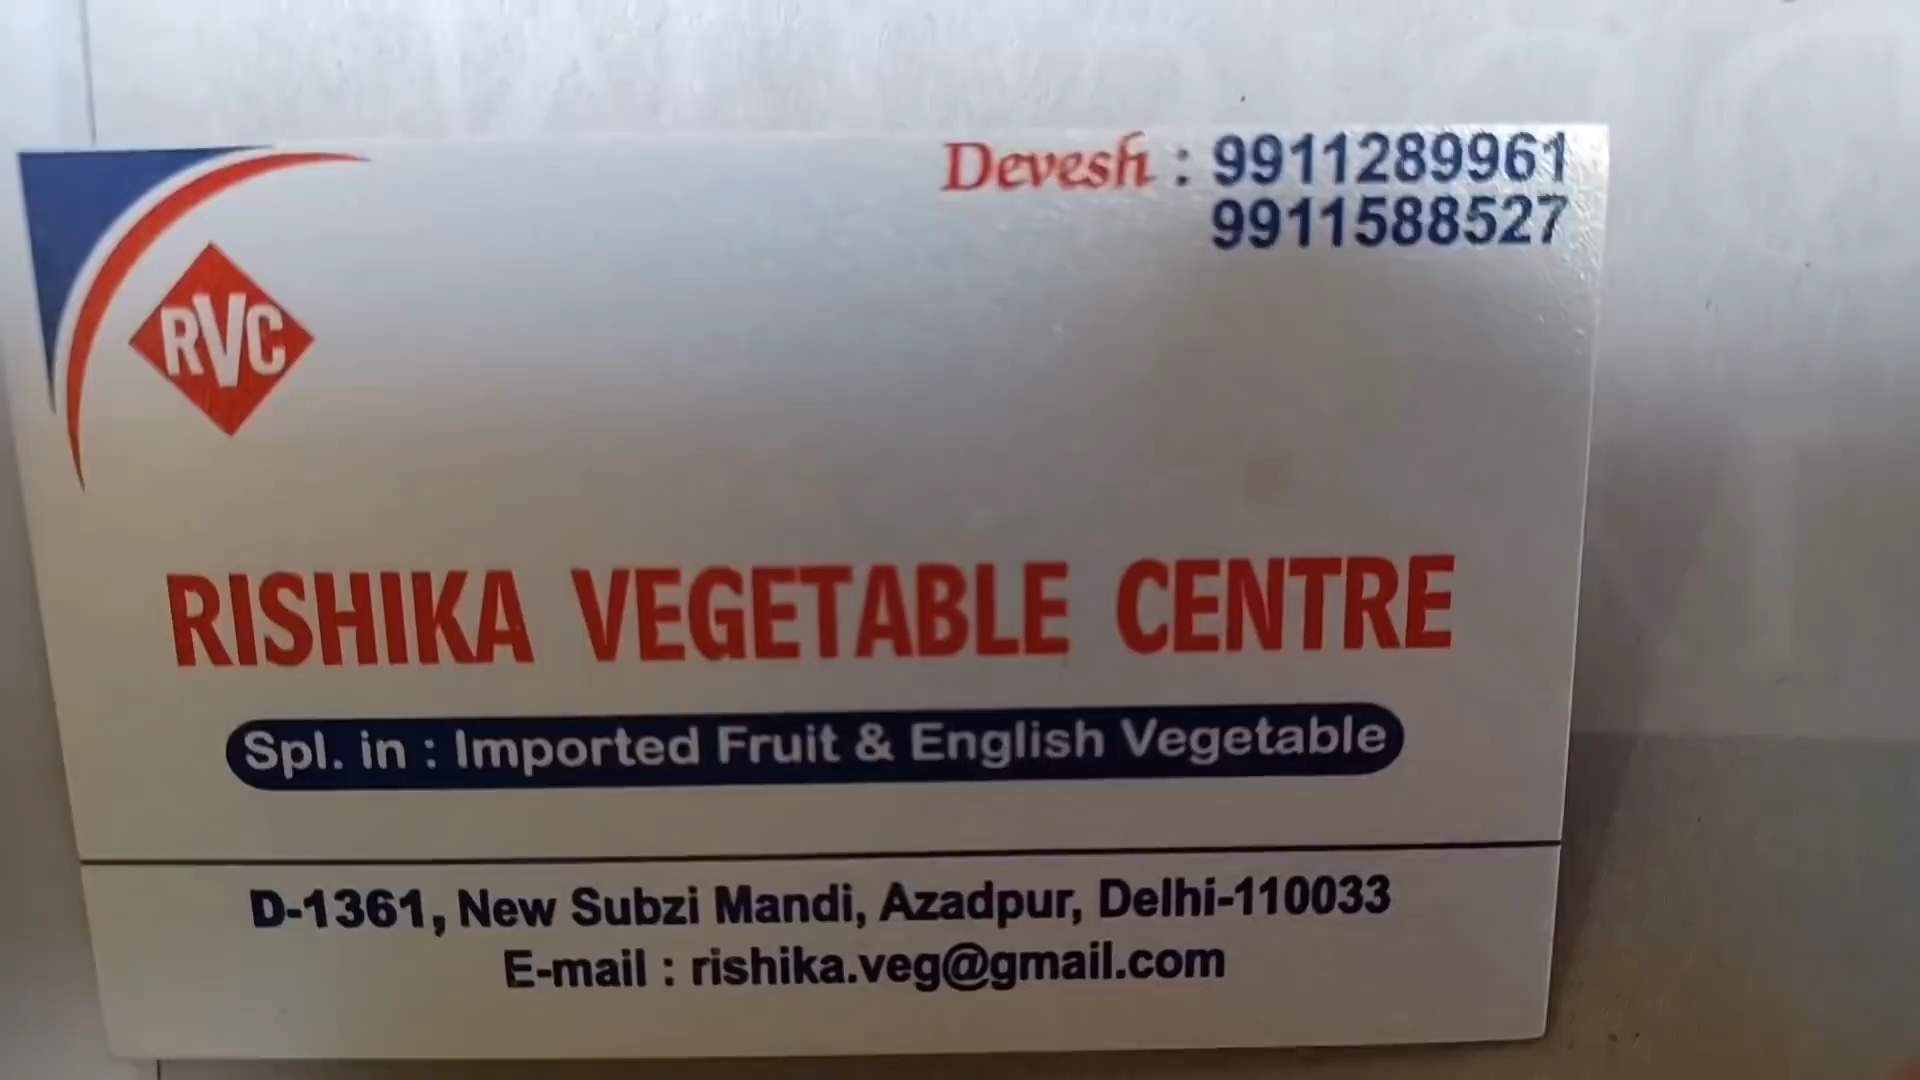 Devesh : 9911289961
9911588527
RVC
RISHIKA VEGETABLE CENTRE
Spl. in : Imported Fruit & English Vegetable
D-1361, New Subzi Mandi, Azadpur, Delhi-110033
E-mail : rishika.veg@gmail.com